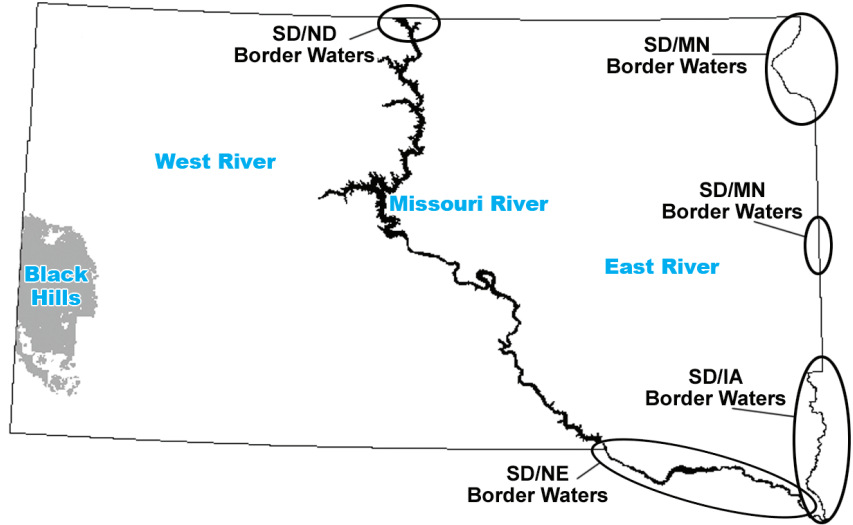 SD/ND
Border Waters
SD/MN
Border Waters
West River
Missouri River
SD/MN
Border Waters
East River
Black
Hills
SD/IA
Border Waters
SD/NE
Border Waters